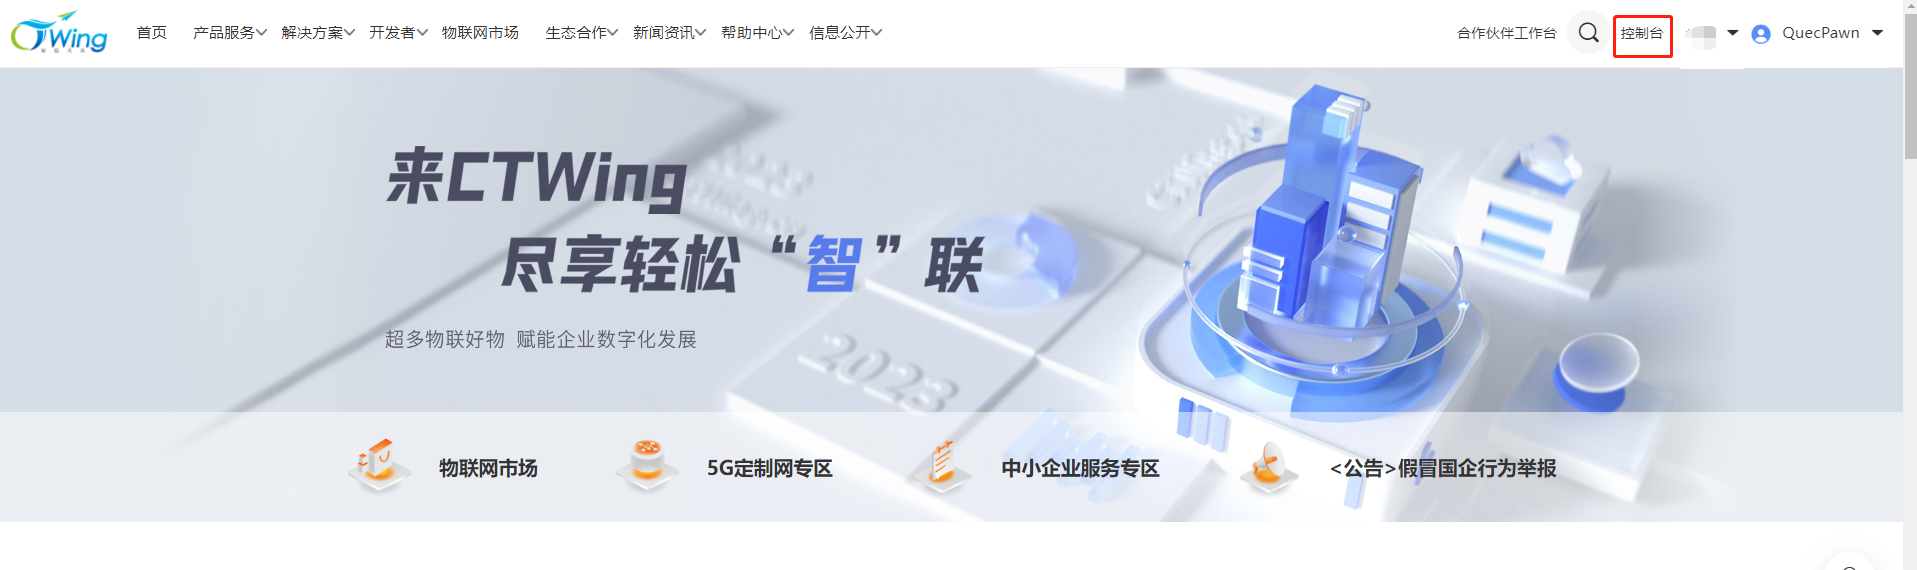 CTWing
首页 产品服务 解决方案 开发者 物联网市场 生态合作 新闻资讯 帮助中心 信息公开 合作伙伴工作台 控制台 QuecPawn
来CTWing
尽享轻松“智”联
超多物联好物 赋能企业数字化发展
2023
物联网市场 5G定制网专区 中小企业服务专区 <公告>假冒国企行为举报